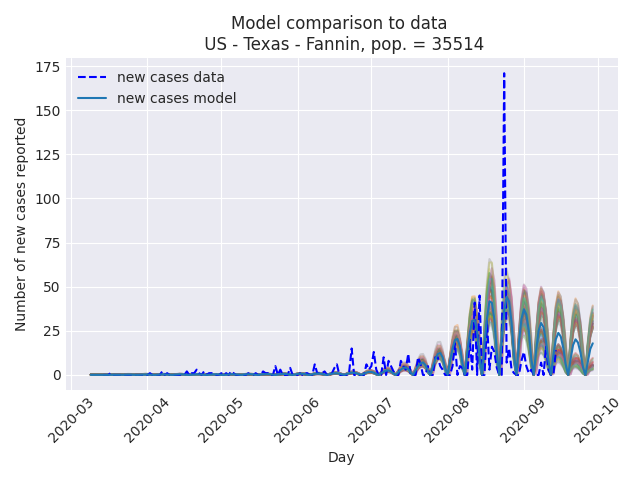 Model comparison to data
US - Texas - Fannin, pop. = 35514
new cases data
new cases model
Number of new cases reported
175
150
125
100
75
50
25
0
2020-03
2020-04
2020-05
2020-06
2020-07
2020-08
2020-09
2020-10
Day